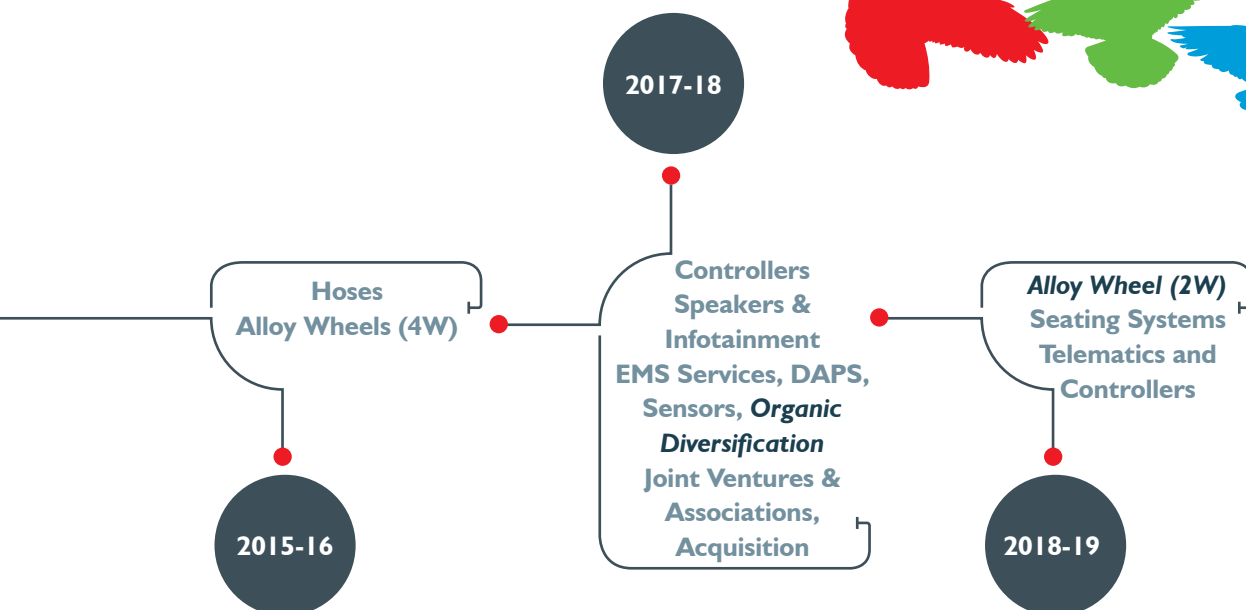 2017-18
Hoses
Alloy Wheels (4W)
2015-16
Controllers
Speakers &
Infotainment
EMS Services, DAPS,
Sensors, Organic
Diversification
Joint Ventures &
Associations,
Acquisition
Alloy Wheel (2W)
Seating Systems
Telematics and
Controllers
2018-19